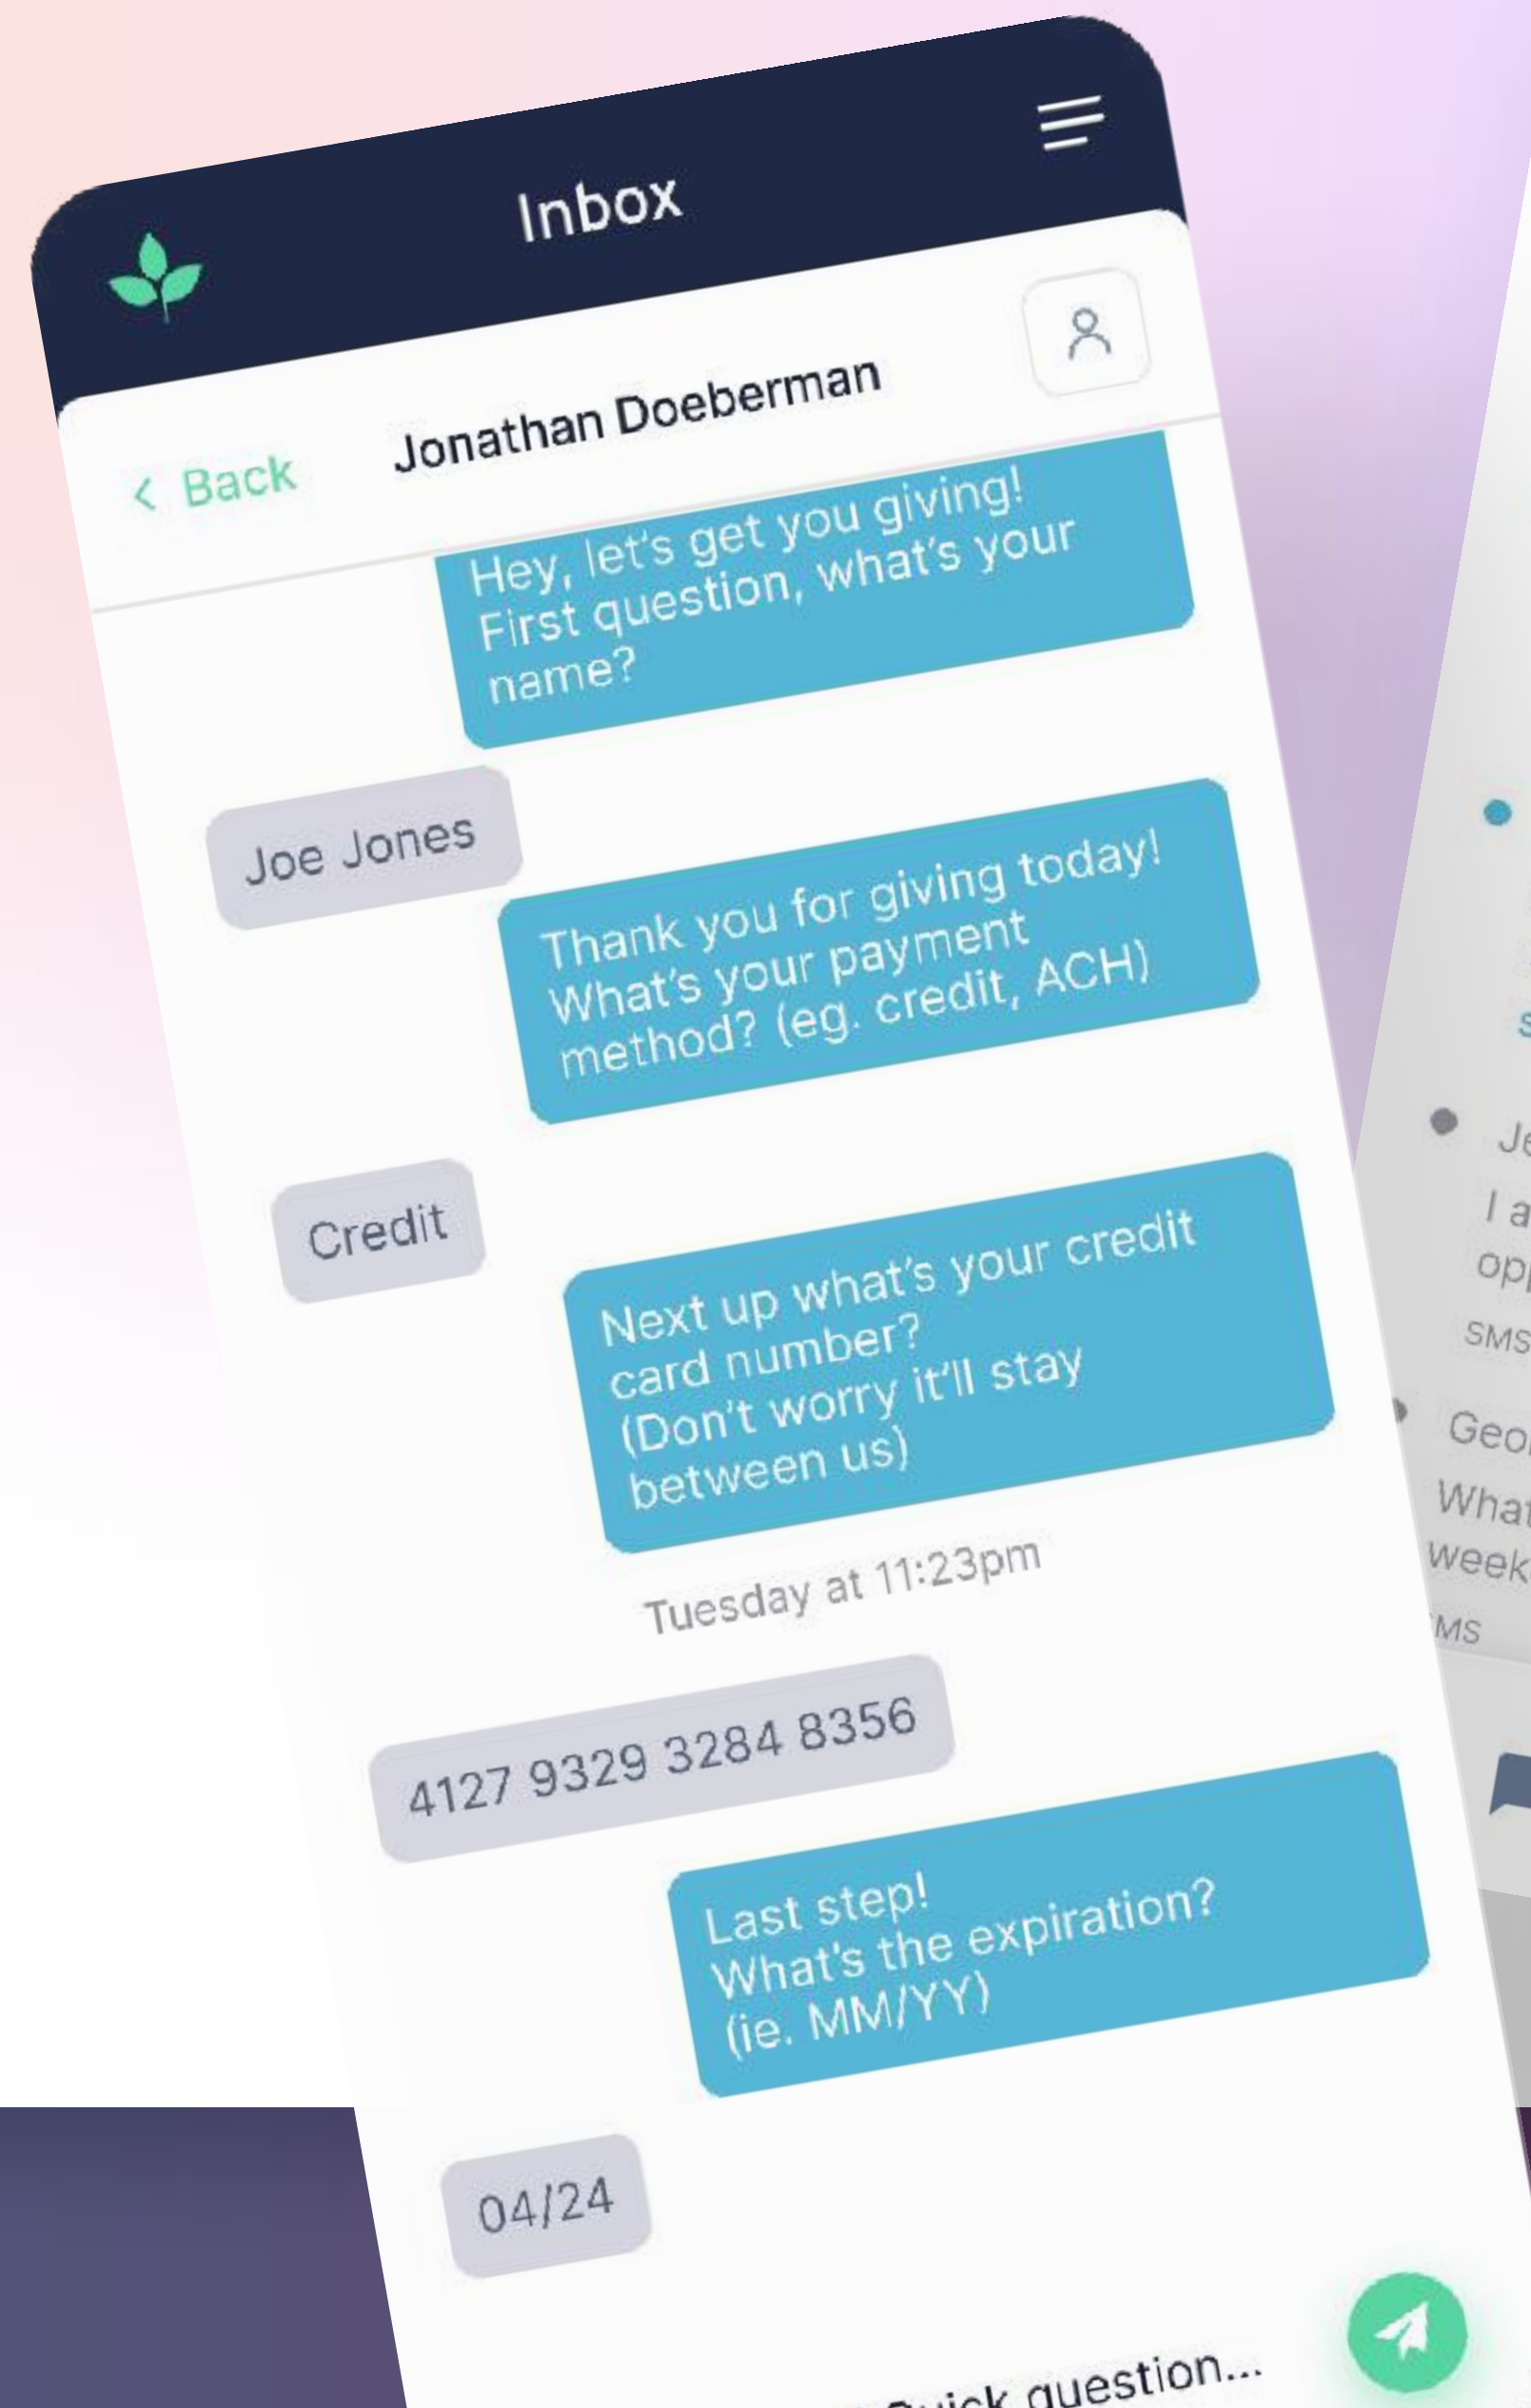 Inbox
Back
Jonathan Doeberman
Hey, let's get you giving!
First question, what's your
name?
Joe Jones
Thank you for giving today!
What's your payment
method? (eg. credit, ACH)
Credit
Next up what's your credit
card number?
(Don't worry it'll stay
between us)
Tuesday at 11:23pm
4127 9329 3284 8356
Last step!
What's the expiration?
(ie. MM/YY)
04/24
question...
I a
SMS
What
week